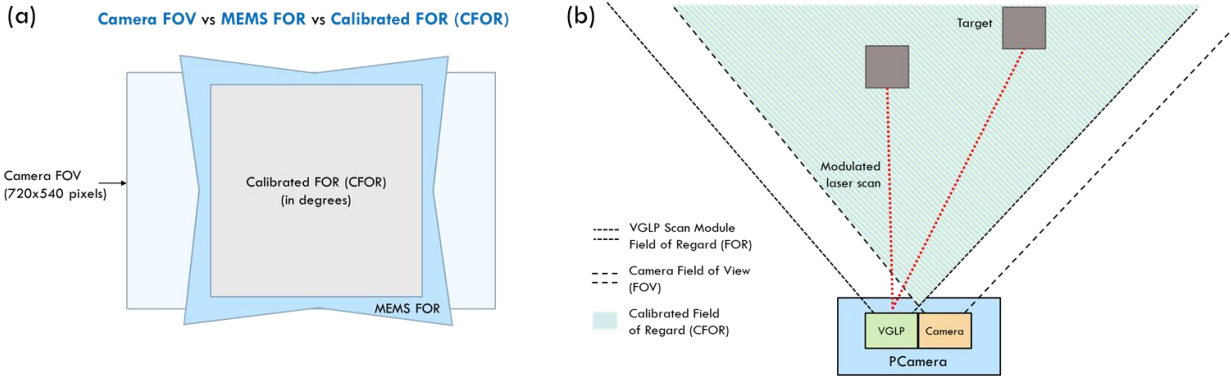 (a)
Camera FOV vs MEMS FOR vs Calibrated FOR (CFOR)
Camera FOV
(720x540 pixels)
Calibrated FOR (CFOR)
(in degrees)
MEMS FOR
(b)
Target
Modulated
laser scan
VGLP Scan Module
Field of Regard (FOR)
Camera Field of View
(FOV)
Calibrated Field
of Regard (CFOR)
VGLP
Camera
PCamera